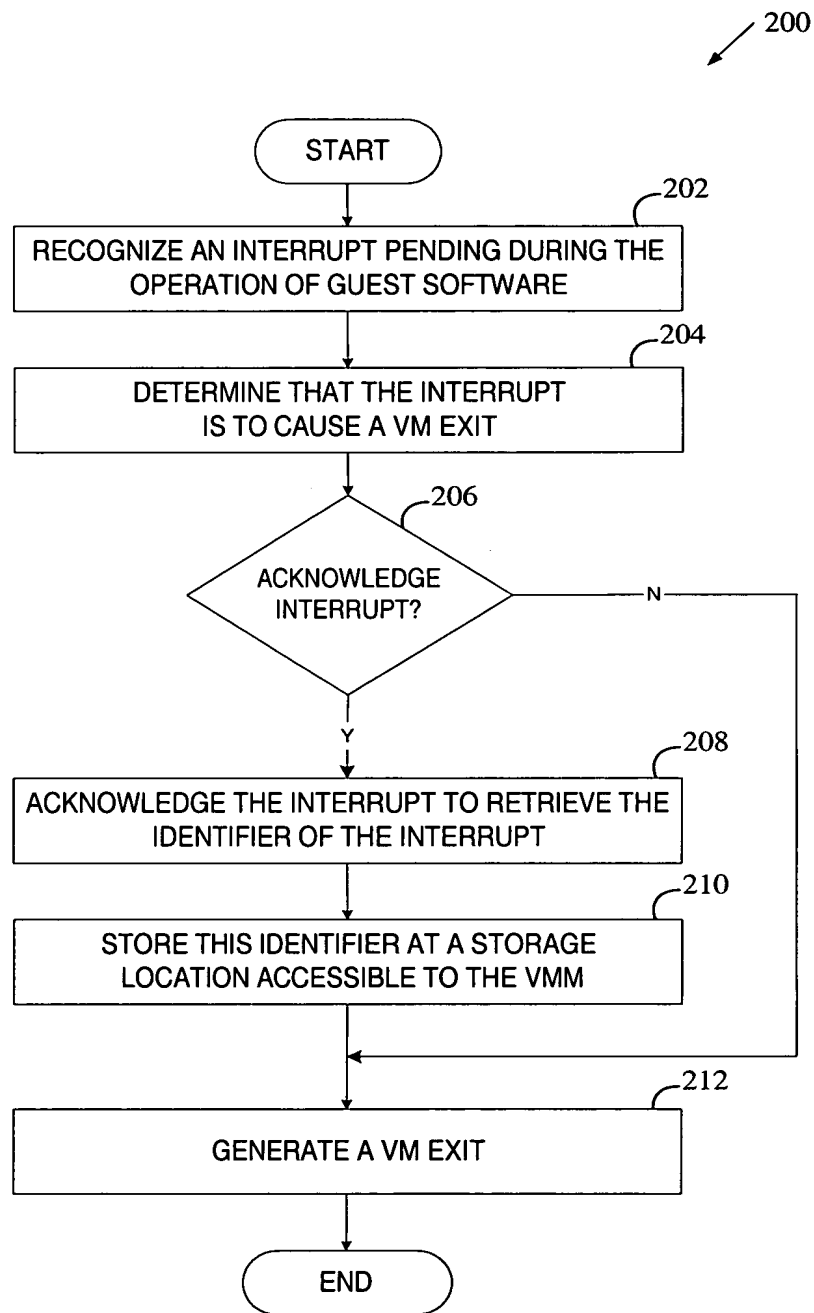 200
START
202
RECOGNIZE AN INTERRUPT PENDING DURING THE
OPERATION OF GUEST SOFTWARE
204
DETERMINE THAT THE INTERRUPT
IS TO CAUSE A VM EXIT
206
ACKNOWLEDGE
INTERRUPT?
N
Y
208
ACKNOWLEDGE THE INTERRUPT TO RETRIEVE THE
IDENTIFIER OF THE INTERRUPT
210
STORE THIS IDENTIFIER AT A STORAGE
LOCATION ACCESSIBLE TO THE VMM
212
GENERATE A VM EXIT
END